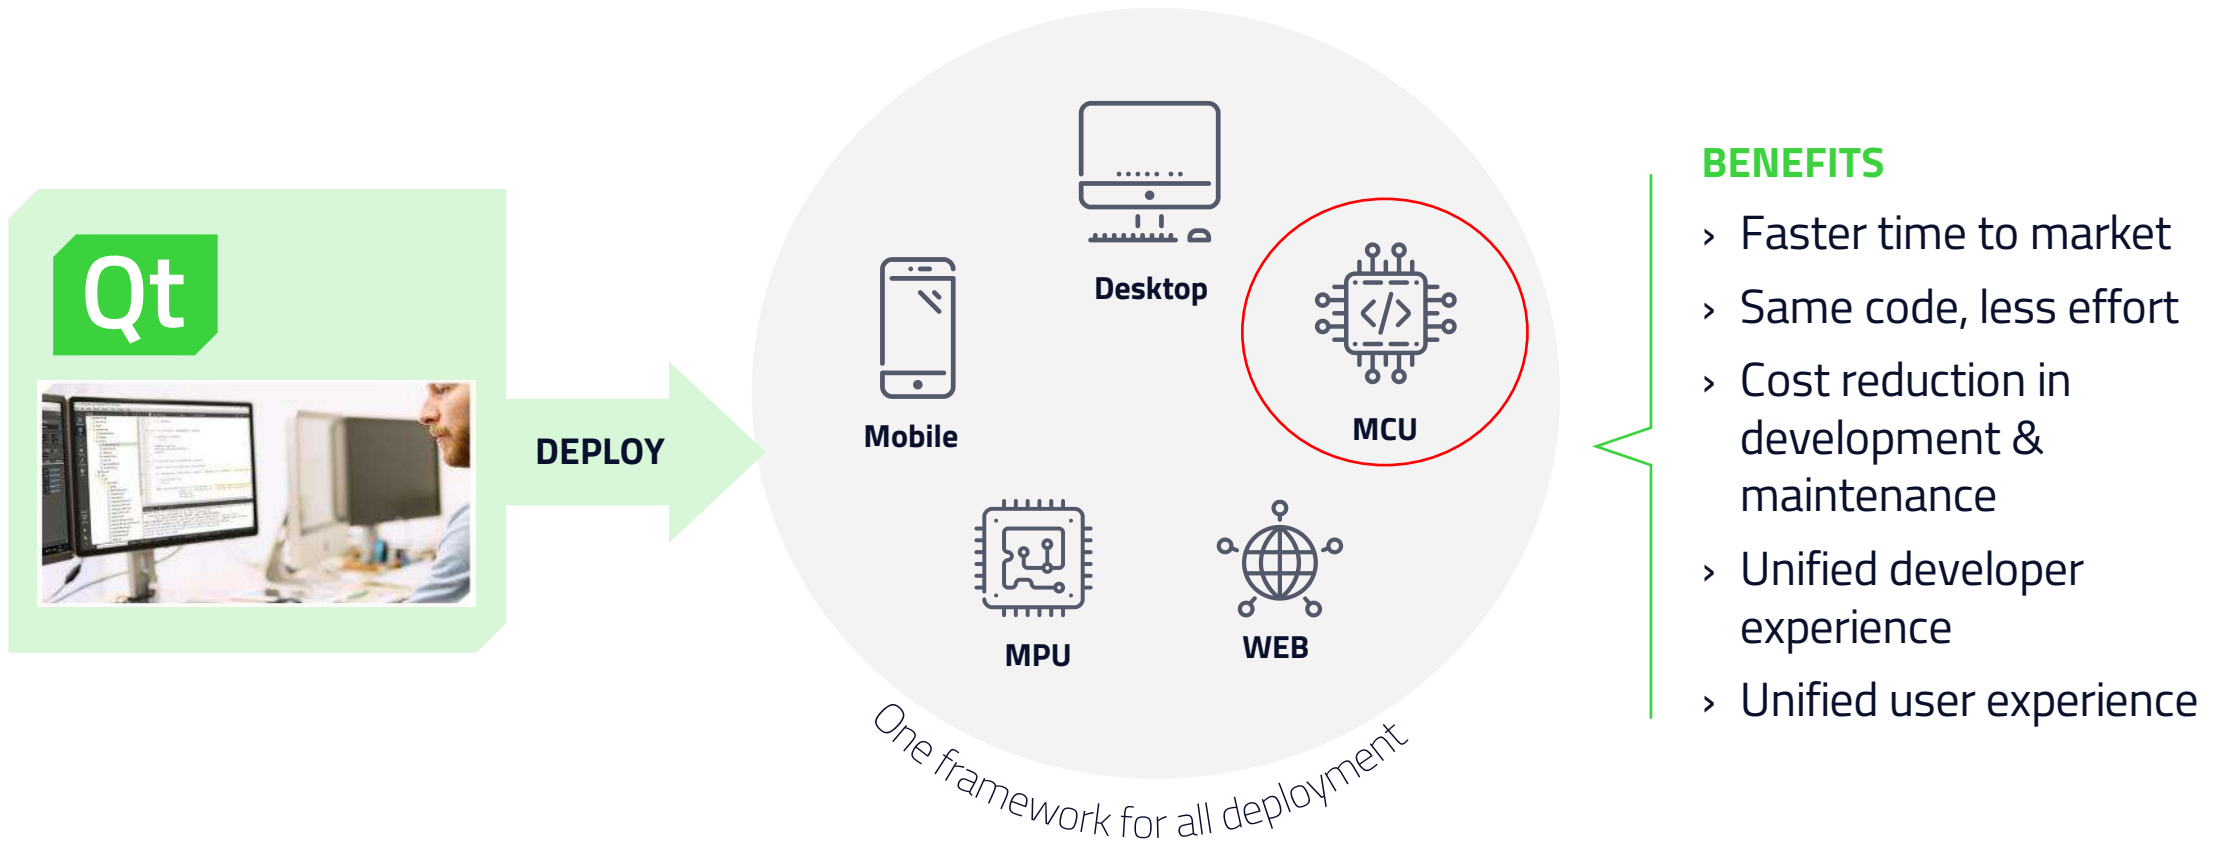 Qt
DEPLOY
Desktop
Mobile
</>
MCU
MPU
WEB
One framework for all deployment
BENEFITS
› Faster time to market
› Same code, less effort
› Cost reduction in
development &
maintenance
› Unified developer
experience
› Unified user experience